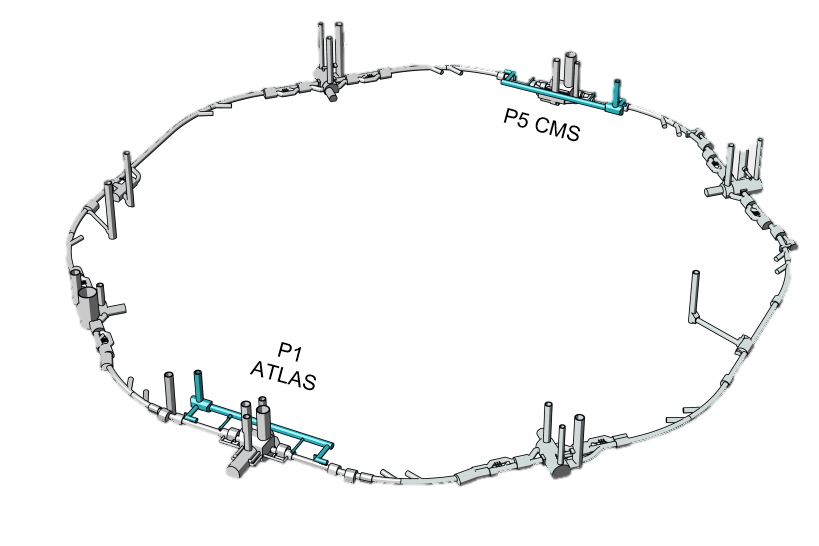 P5 CMS
P1
ATLAS